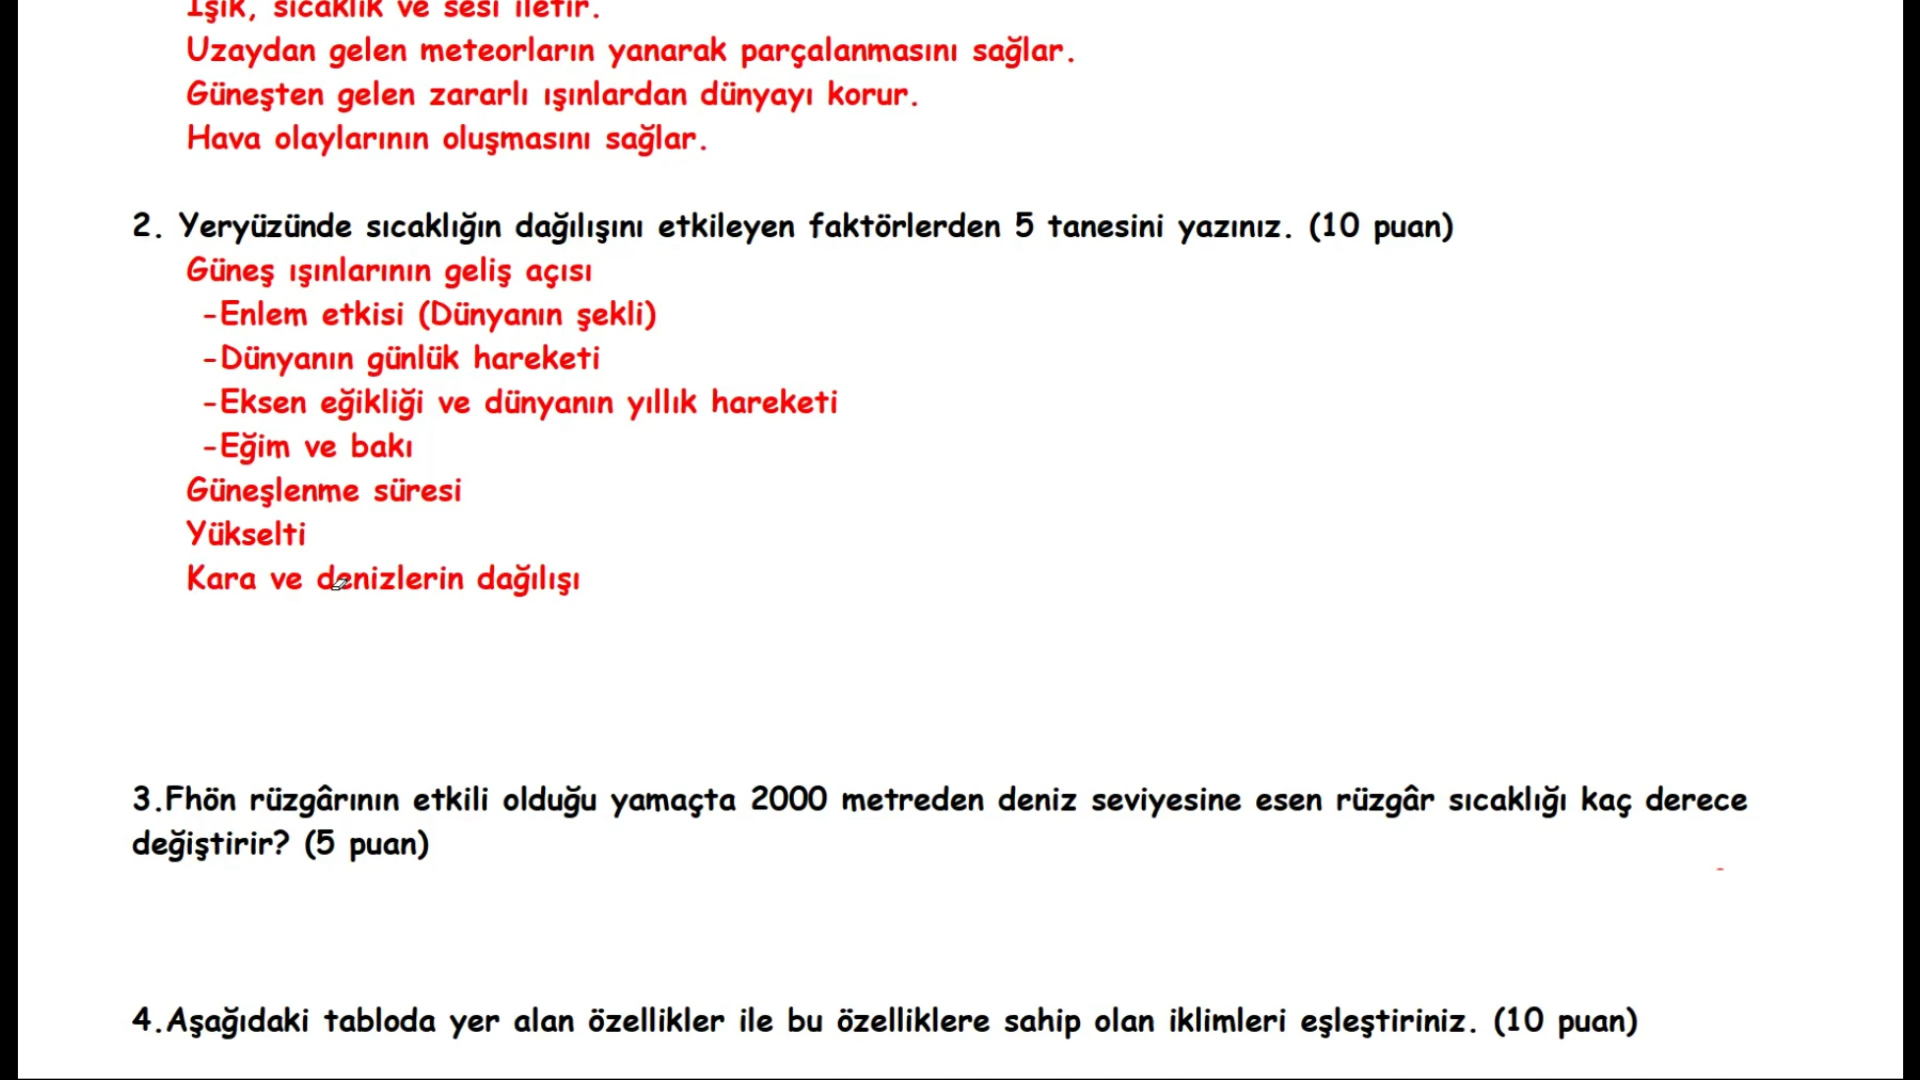 Işık, sıcaklık ve sesi iletir.
Uzaydan gelen meteorların yanarak parçalanmasını sağlar.
Güneşten gelen zararlı ışınlardan dünyayı korur.
Hava olaylarının oluşmasını sağlar.
2. Yeryüzünde sıcaklığın dağılışını etkileyen faktörlerden 5 tanesini yazınız. (10 puan)
Güneş ışınlarının geliş açısı
-Enlem etkisi (Dünyanın şekli)
-Dünyanın günlük hareketi
-Eksen eğikliği ve dünyanın yıllık hareketi
-Eğim ve bakı
Güneşlenme süresi
Yükselti
Kara ve denizlerin dağılışı
3.Fhön rüzgârının etkili olduğu yamaçta 2000 metreden deniz seviyesine esen rüzgâr sıcaklığı kaç derece
değiştirir? (5 puan)
4.Aşağıdaki tabloda yer alan özellikler ile bu özelliklere sahip olan iklimleri eşleştiriniz. (10 puan)